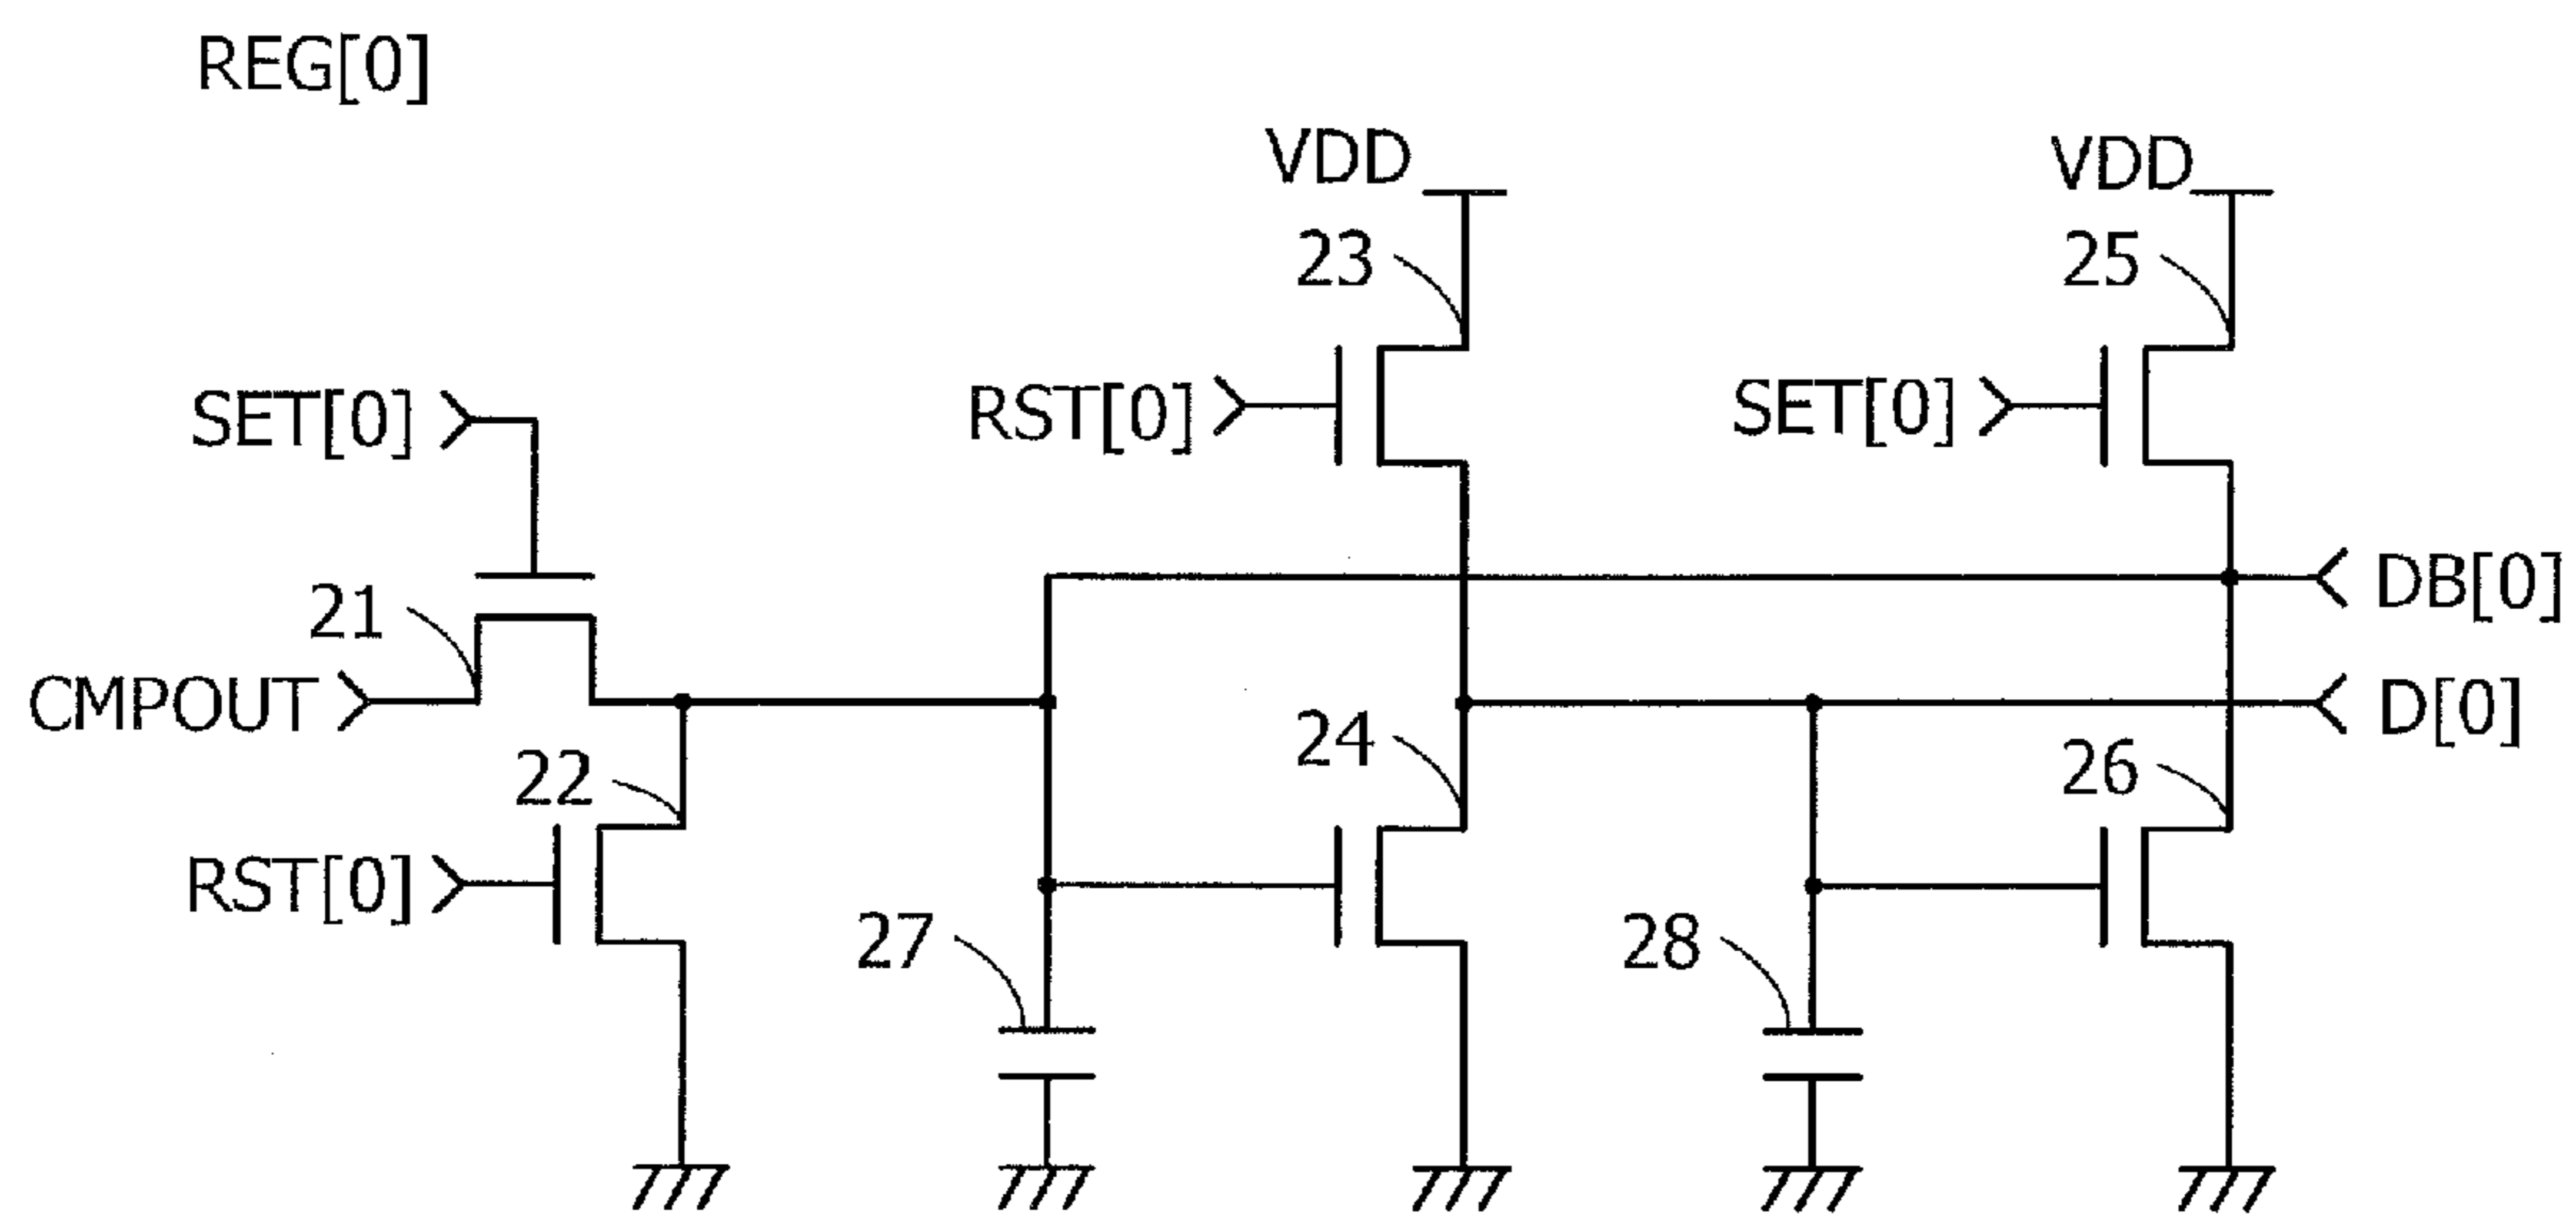 REG[0]
VDD
VDD
23
25
SET[0]
RST[0]
SET[0]
21
DB[0]
CMPOUT
D[0]
22
24
26
RST[0]
27
28